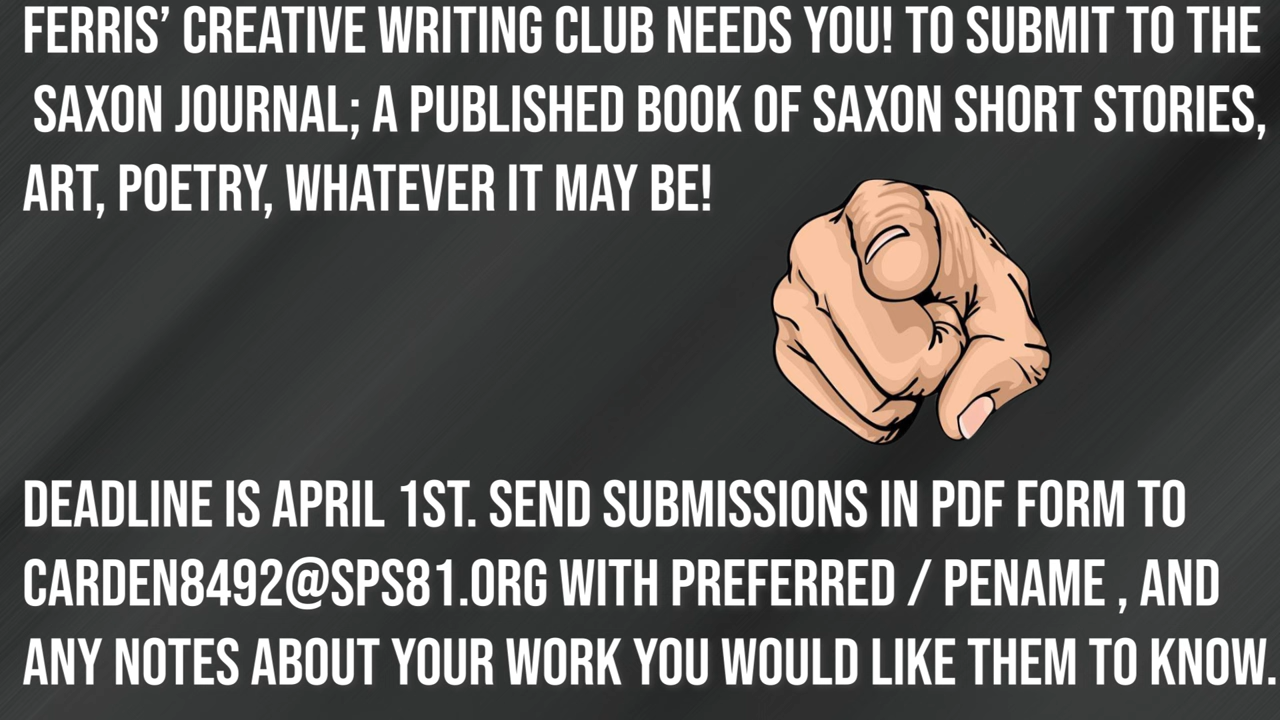 FERRIS’ CREATIVE WRITING CLUB NEEDS YOU! TO SUBMIT TO THE
SAXON JOURNAL; A PUBLISHED BOOK OF SAXON SHORT STORIES,
ART, POETRY, WHATEVER IT MAY BE!
DEADLINE IS APRIL 1ST. SEND SUBMISSIONS IN PDF FORM TO
CARDEN8492@SPS81.ORG WITH PREFERRED / PENAME , AND
ANY NOTES ABOUT YOUR WORK YOU WOULD LIKE THEM TO KNOW.